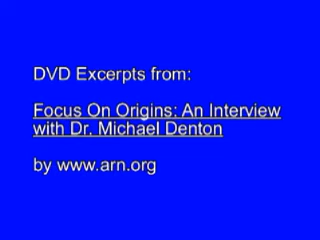 DVD Excerpts from:
Focus On Origins: An Interview
with Dr. Michael Denton
by www.arn.org